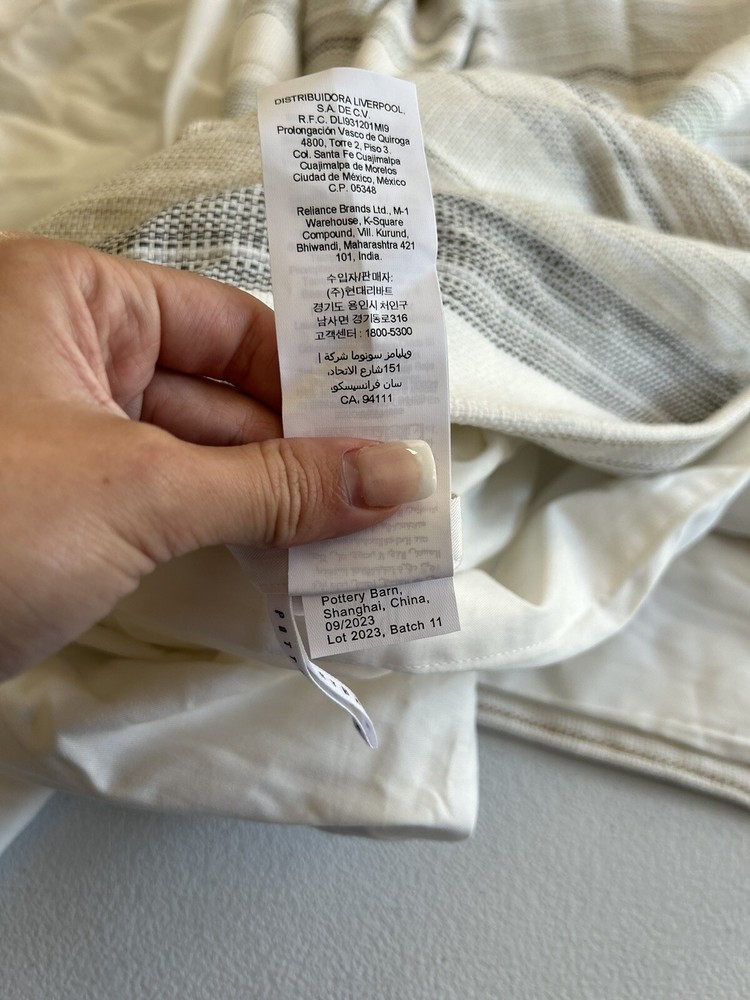 DISTRIBUIDORA LIVERPOOL,
S.A. DE C.V.
R.F.C. DLI931201MI9
Prolongación Vasco de Quiroga
4800, Torre 2, Piso 3.
Col. Santa Fe Cuajimalpa
Cuajimalpa de Morelos
Ciudad de México, México
C.P. 05348
Reliance Brands Ltd., M-1
Warehouse, K-Square
Compound, Vill. Kurund,
Bhiwandi, Maharashtra 421
101, India.
수입자/판매자:
(주)현대리바트
경기도 용인시 처인구
남사면 경기동로316
고객센터 : 1800-5300
ويليامز سونوما شركة |
151شارع الاتحاد،
سان فرانسيسكو،
CA, 94111
Pottery Barn,
Shanghai, China,
09/2023
Lot 2023, Batch 11